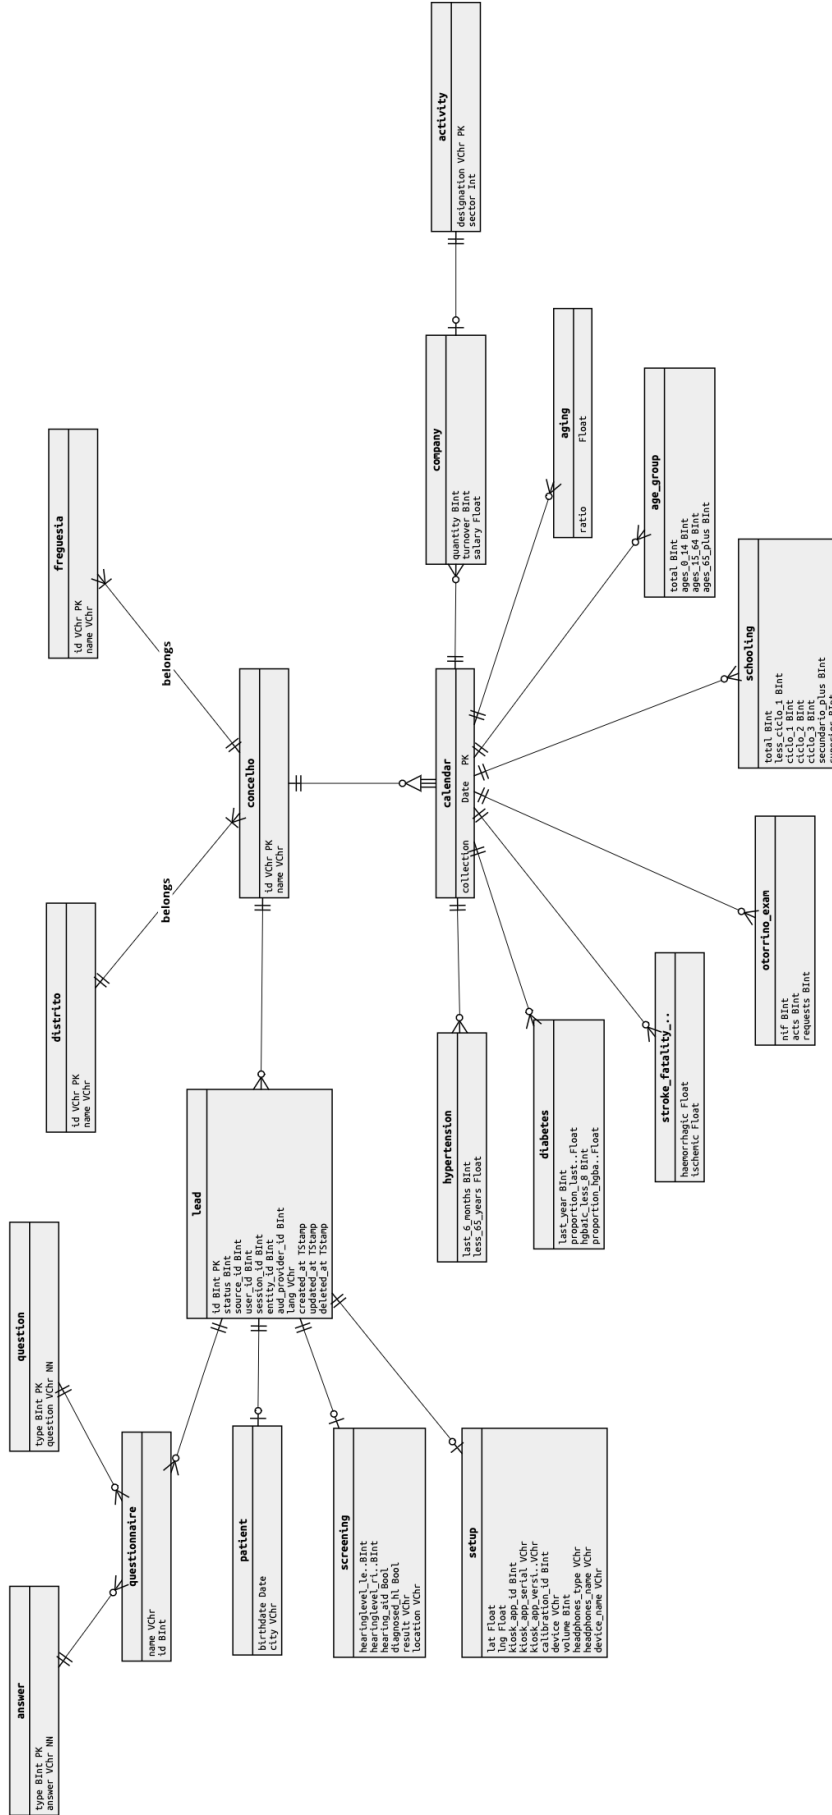 answer
type BInt PK
answer VChr NN
question
type BInt PK
question VChr NN
questionnaire
name VChr
id BInt
patient
birthdate Date
city VChr
screening
hearinglevel_le..BInt
hearinglevel_ri..BInt
hearing_aid Bool
diagnosed_hl Bool
result VChr
location VChr
setup
lat Float
lng Float
kiosk_app_id BInt
kiosk_app_serial VChr
kiosk_app_versi..VChr
calibration_id BInt
device VChr
volume BInt
headphones_type VChr
headphones_name VChr
device_name VChr
lead
id BInt PK
status BInt
source_id BInt
user_id BInt
session_id BInt
entity_id BInt
aud_provider_id BInt
lang VChr
created_at TStamp
updated_at TStamp
deleted_at TStamp
distrito
id VChr PK
name VChr
belongs
freguesia
id VChr PK
name VChr
belongs
concelho
id VChr PK
name VChr
calendar
collection Date PK
hypertension
last_6_months BInt
less_65_years Float
diabetes
last_year BInt
proportion_last..Float
hgba1c_less_8 BInt
proportion_hgba..Float
stroke_fatality_..
haemorrhagic Float
ischemic Float
otorrino_exam
nif BInt
acts BInt
requests BInt
schooling
total BInt
less_ciclo_1 BInt
ciclo_1 BInt
ciclo_2 BInt
ciclo_3 BInt
secundario_plus BInt
age_group
total BInt
ages_0_14 BInt
ages_15_64 BInt
ages_65_plus BInt
aging
ratio Float
company
quantity BInt
turnover BInt
salary Float
activity
designation VChr PK
sector Int